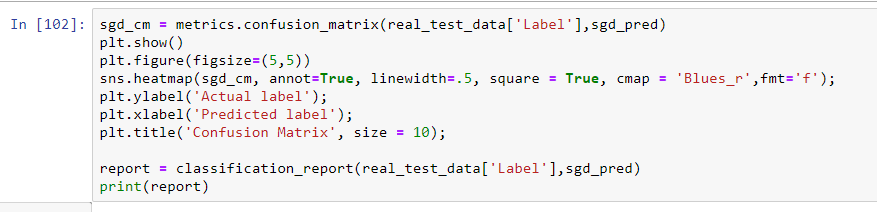 In [102]: sgd_cm = metrics.confusion_matrix(real_test_data['Label'],sgd_pred)
plt.show()
plt.figure(figsize=(5,5))
sns.heatmap(sgd_cm, annot=True, linewidth=.5, square = True, cmap = 'Blues_r',fmt='f');
plt.ylabel('Actual label');
plt.xlabel('Predicted label');
plt.title('Confusion Matrix', size = 10);

report = classification_report(real_test_data['Label'],sgd_pred)
print(report)